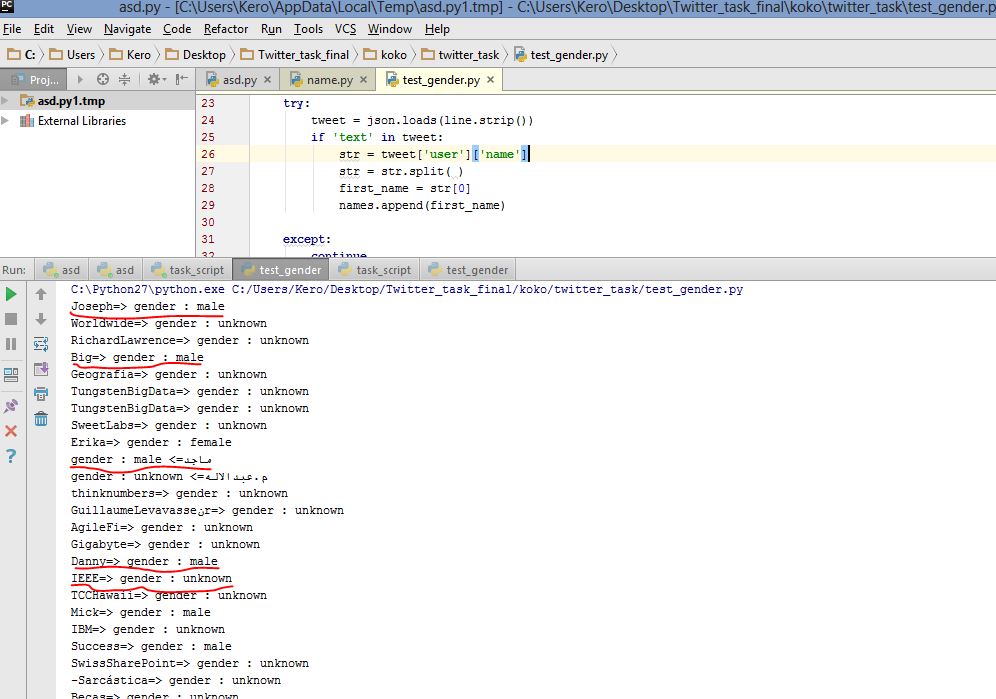 PC asd.py - [C:\Users\Kero\AppData\Local\Temp\asd.py1.tmp] - C:\Users\Kero\Desktop\Twitter_task_final\koko\twitter_task\test_gender.py - P
File Edit View Navigate Code Refactor Run Tools VCS Window Help
C: Users Kero Desktop Twitter_task_final koko twitter_task test_gender.py
Proj... asd.py name.py test_gender.py
asd.py1.tmp
External Libraries
23 try:
24 tweet = json.loads(line.strip())
25 if 'text' in tweet:
26 str = tweet['user']['name']
27 str = str.split( )
28 first_name = str[0]
29 names.append(first_name)
30
31 except:
32 continue
Run: asd asd task_script test_gender task_script test_gender
C:\Python27\python.exe C:/Users/Kero/Desktop/Twitter_task_final/koko/twitter_task/test_gender.py
Joseph=> gender : male
Worldwide=> gender : unknown
RichardLawrence=> gender : unknown
Big=> gender : male
Geografia=> gender : unknown
TungstenBigData=> gender : unknown
TungstenBigData=> gender : unknown
SweetLabs=> gender : unknown
Erika=> gender : female
gender : male <=ماجد
gender : unknown <=م.عبدالاله
thinknumbers=> gender : unknown
GuillaumeLevavasseنr=> gender : unknown
AgileFi=> gender : unknown
Gigabyte=> gender : unknown
Danny=> gender : male
IEEE=> gender : unknown
TCCHawaii=> gender : unknown
Mick=> gender : male
IBM=> gender : unknown
Success=> gender : male
SwissSharePoint=> gender : unknown
-Sarcástica=> gender : unknown
Becas=> gender : unknown